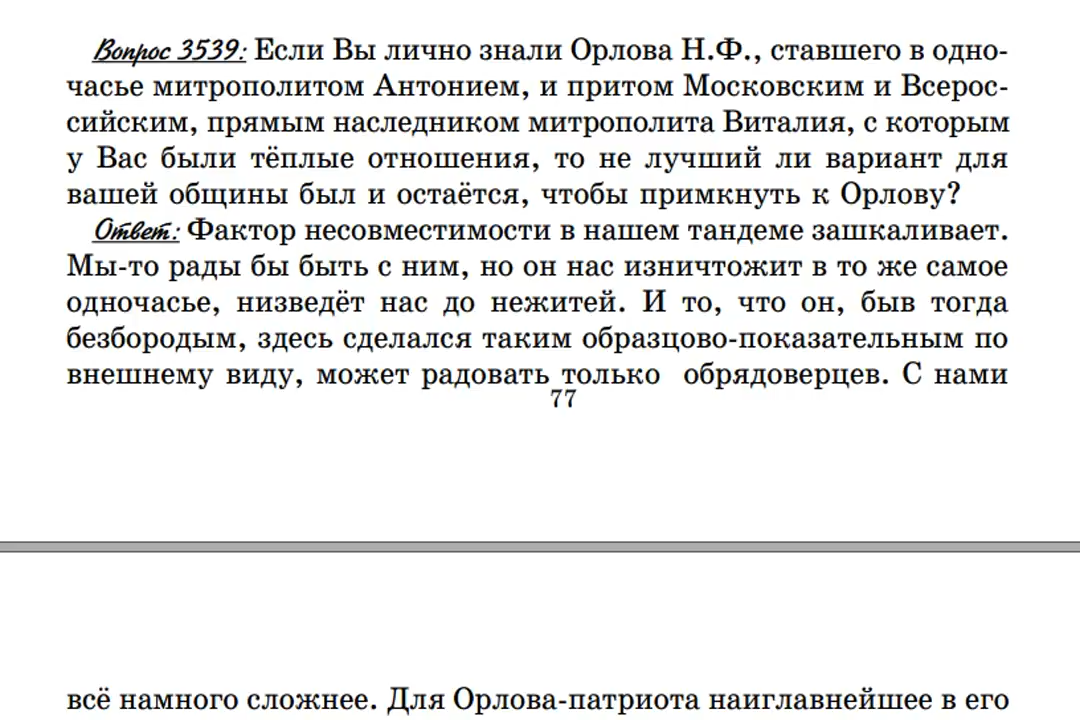 Вопрос 3539: Если Вы лично знали Орлова Н.Ф., ставшего в одно-
часье митрополитом Антонием, и притом Московским и Всерос-
сийским, прямым наследником митрополита Виталия, с которым
у Вас были тёплые отношения, то не лучший ли вариант для
вашей общины был и остаётся, чтобы примкнуть к Орлову?
Ответ: Фактор несовместимости в нашем тандеме зашкаливает.
Мы-то рады бы быть с ним, но он нас изничтожит в то же самое
одночасье, низведёт нас до нежитей. И то, что он, быв тогда
безбородым, здесь сделался таким образцово-показательным по
внешнему виду, может радовать только обрядоверцев. С нами
77
всё намного сложнее. Для Орлова-патриота наиглавнейшее в его